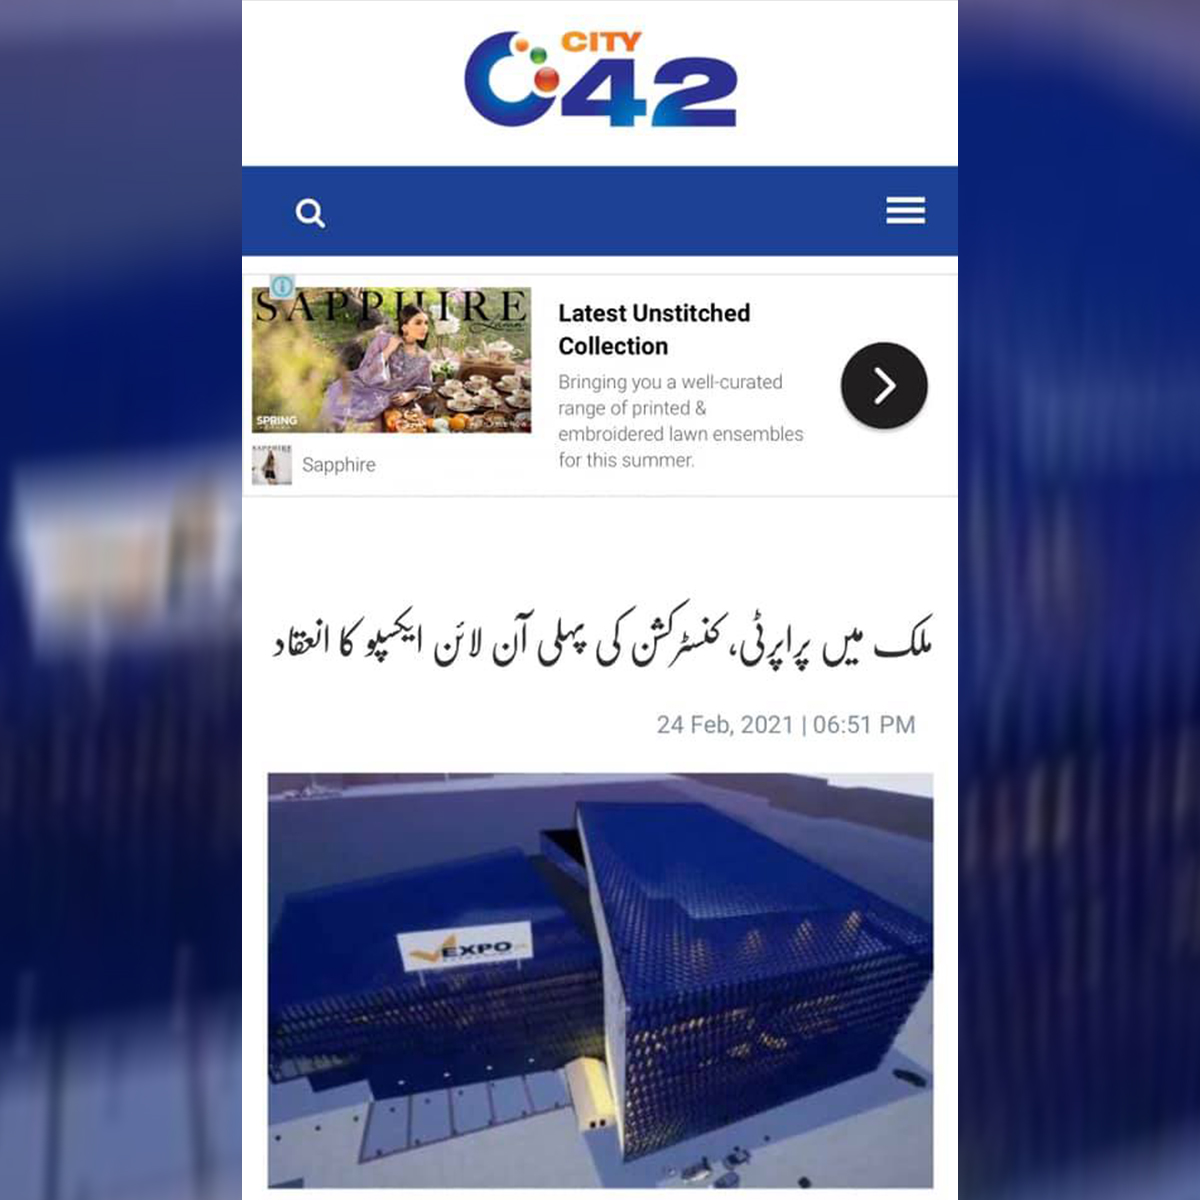 CITY
42
SAPPHIRE
SPRING
Sapphire
Latest Unstitched
Collection
Bringing you a well-curated
range of printed &
embroidered lawn ensembles
for this summer.
ملک میں پراپرٹی، کنسٹرکشن کی پہلی آن لائن ایکسپو کا انعقاد
24 Feb, 2021 | 06:51 PM
EXPO